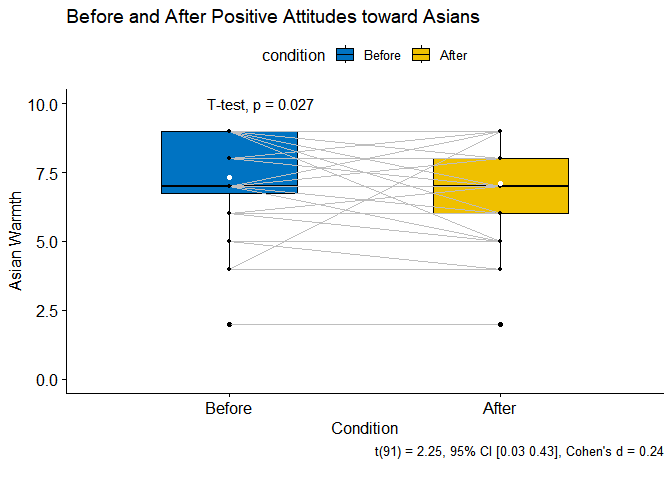 Before and After Positive Attitudes toward Asians
condition Before After
T-test, p = 0.027
10.0
7.5
5.0
2.5
0.0
Asian Warmth
Before After
Condition
t(91) = 2.25, 95% CI [0.03 0.43], Cohen's d = 0.24